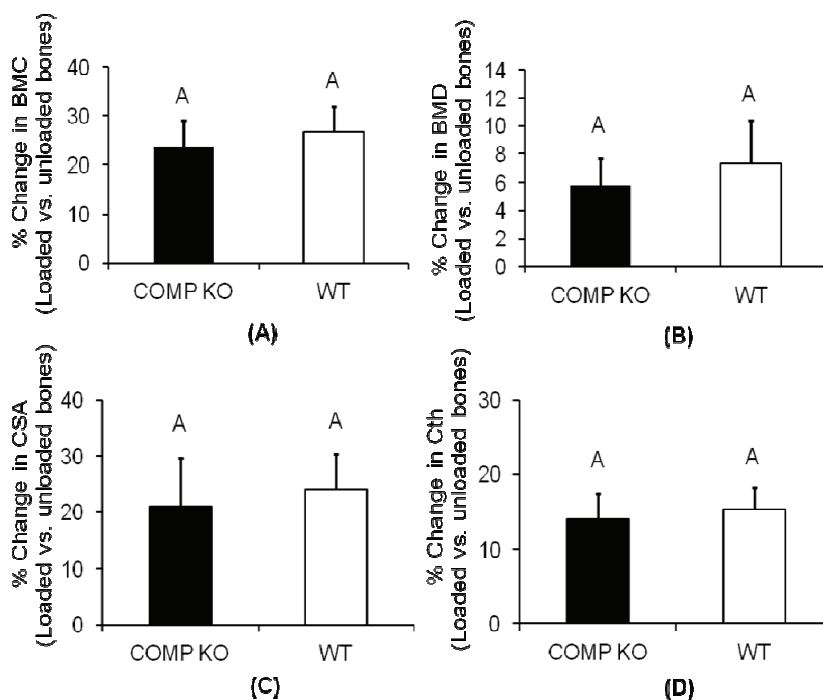 A)
% Change in BMC
(Loaded vs. unloaded bones)
40
30
20
10
0
A
A
COMP KO
WT
(A)
B)
% Change in BMD
(Loaded vs. unloaded bones)
14
12
10
8
6
4
2
0
A
A
COMP KO
WT
(B)
% Change in CSA
(Loaded vs. unloaded bones)
40
30
20
10
0
A
A
COMP KO
WT
(C)
% Change in Cth
(Loaded vs. unloaded bones)
30
20
10
0
A
A
COMP KO
WT
(D)